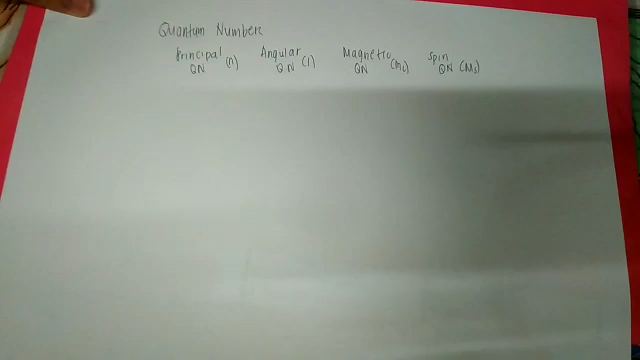 Quantum Numbers
Principal QN (n) Angular QN (l) Magnetic QN (ml) Spin QN (Ms)